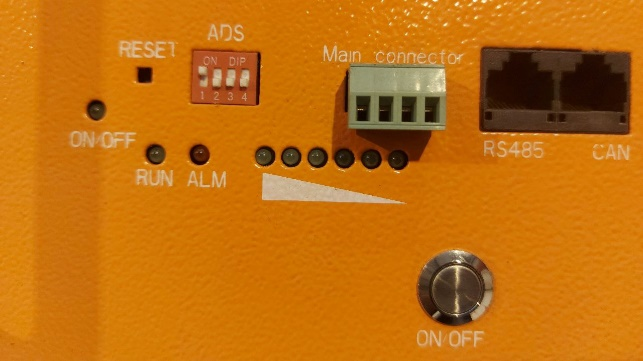 ADS
RESET
ON DIP
1 2 3 4
Main connector
ON/OFF
RUN
ALM
RS485
CAN
ON/OFF